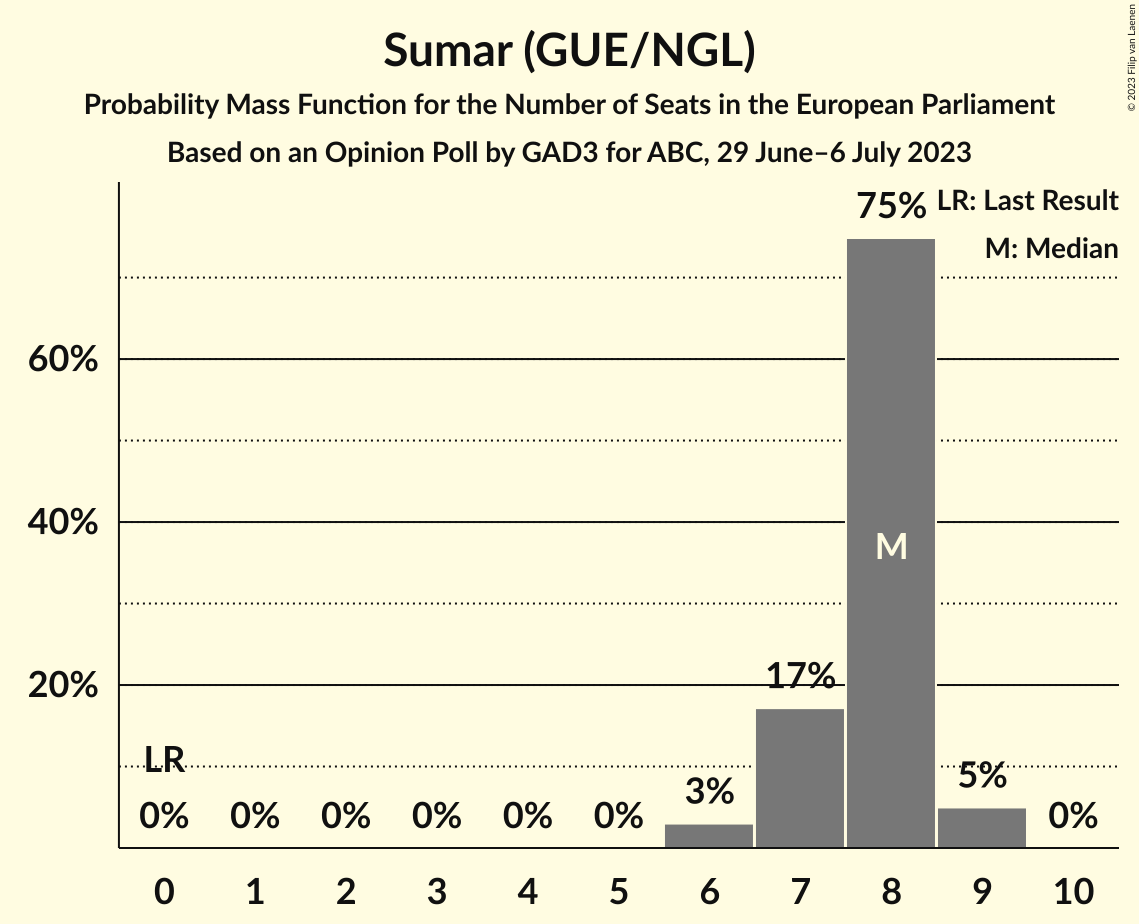 Sumar (GUE/NGL)
Probability Mass Function for the Number of Seats in the European Parliament
Based on an Opinion Poll by GAD3 for ABC, 29 June–6 July 2023
© 2023 Filip van Laenen
LR: Last Result
M: Median
75%
60%
40%
M
20%
17%
LR
0%
0%
0%
0%
0%
0%
3%
5%
0%
0 1 2 3 4 5 6 7 8 9 10